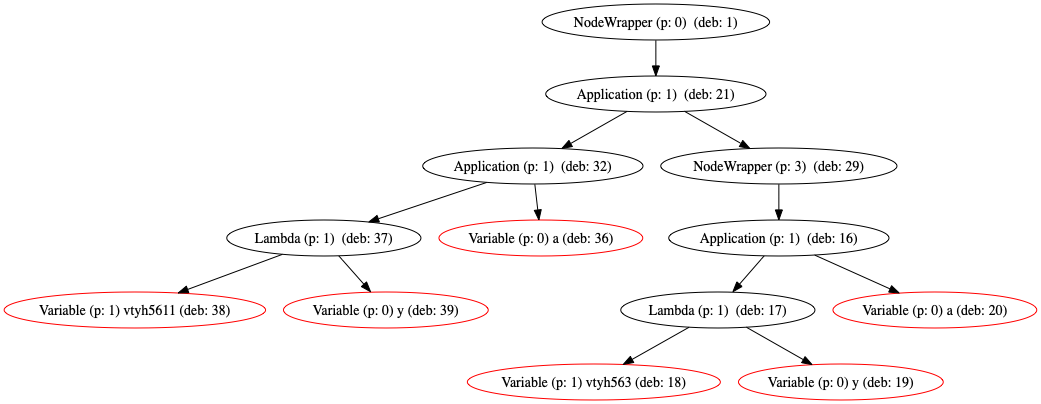 NodeWrapper (p: 0) (deb: 1)
Application (p: 1) (deb: 21)
Application (p: 1) (deb: 32)
NodeWrapper (p: 3) (deb: 29)
Lambda (p: 1) (deb: 37)
Variable (p: 0) a (deb: 36)
Application (p: 1) (deb: 16)
Variable (p: 1) vtyh5611 (deb: 38)
Variable (p: 0) y (deb: 39)
Lambda (p: 1) (deb: 17)
Variable (p: 0) a (deb: 20)
Variable (p: 1) vtyh563 (deb: 18)
Variable (p: 0) y (deb: 19)